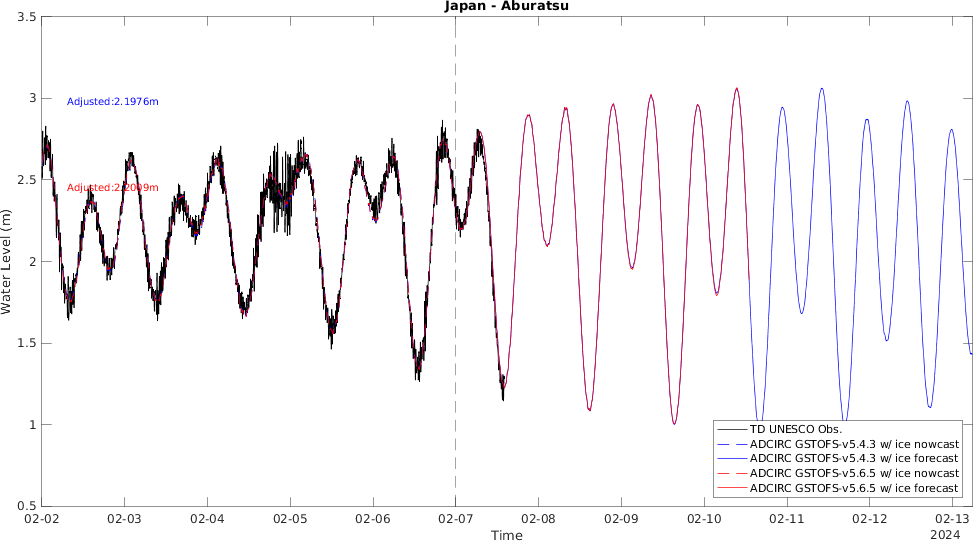 Japan - Aburatsu
3.5
3
2.5
2
1.5
1
0.5
Water Level (m)
Adjusted:2.1976m
Adjusted:2.2009m
TD UNESCO Obs.
ADCIRC GSTOFS-v5.4.3 w/ ice nowcast
ADCIRC GSTOFS-v5.4.3 w/ ice forecast
ADCIRC GSTOFS-v5.6.5 w/ ice nowcast
ADCIRC GSTOFS-v5.6.5 w/ ice forecast
02-02 02-03 02-04 02-05 02-06 02-07 02-08 02-09 02-10 02-11 02-12 02-13
Time
2024